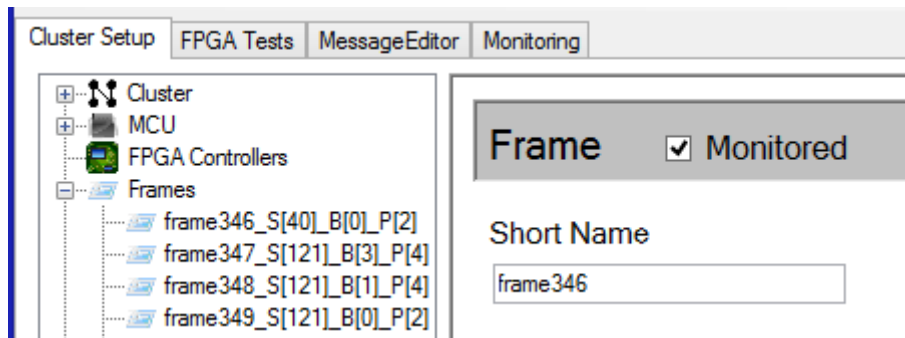 Cluster Setup FPGA Tests MessageEditor Monitoring
Cluster
MCU
FPGA Controllers
Frames
frame346_S[40]_B[0]_P[2]
frame347_S[121]_B[3]_P[4]
frame348_S[121]_B[1]_P[4]
frame349_S[121]_B[0]_P[2]
Frame Monitored
Short Name
frame346